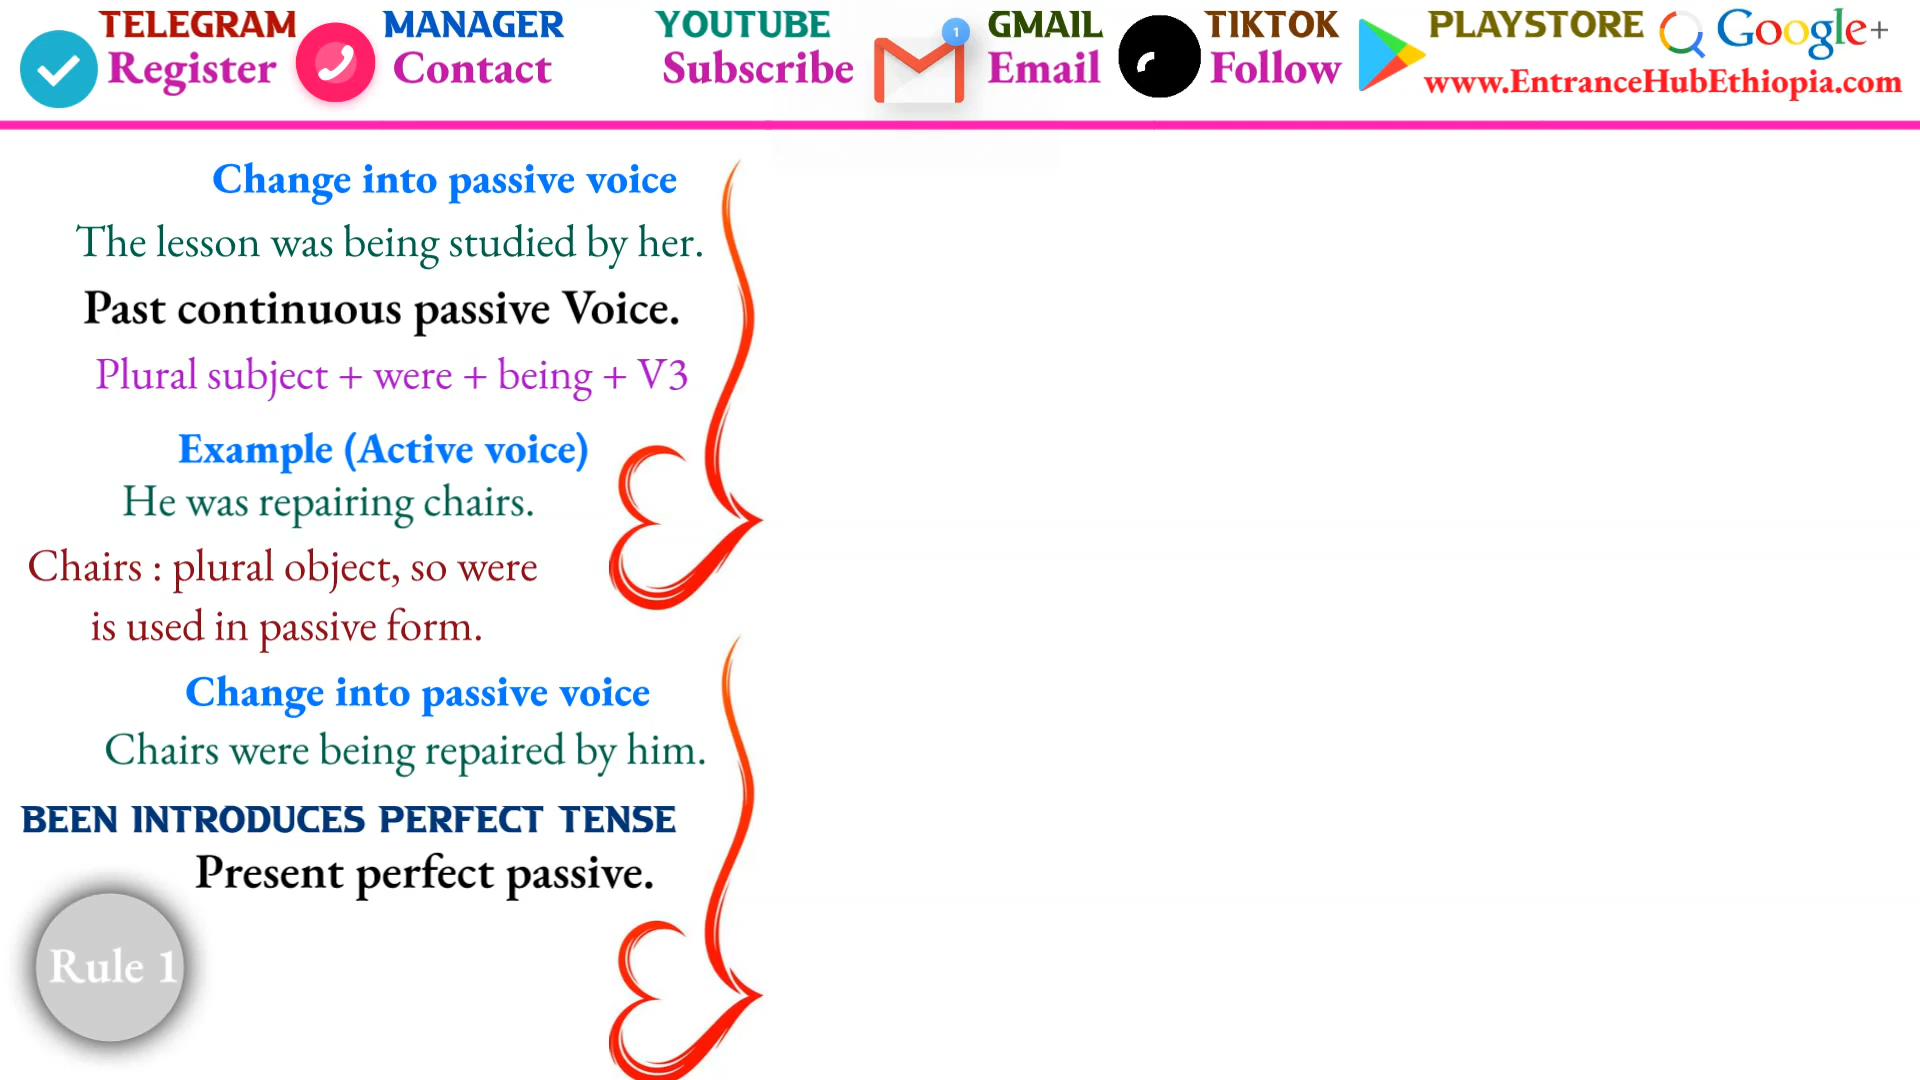 TELEGRAM
Register
MANAGER
Contact
YOUTUBE
Subscribe
1
GMAIL
Email
TIKTOK
Follow
PLAYSTORE
Google+
www.EntranceHubEthiopia.com
Change into passive voice
The lesson was being studied by her.
Past continuous passive Voice.
Plural subject + were + being + V3
Example (Active voice)
He was repairing chairs.
Chairs : plural object, so were
is used in passive form.
Change into passive voice
Chairs were being repaired by him.
BEEN INTRODUCES PERFECT TENSE
Present perfect passive.
Rule 1